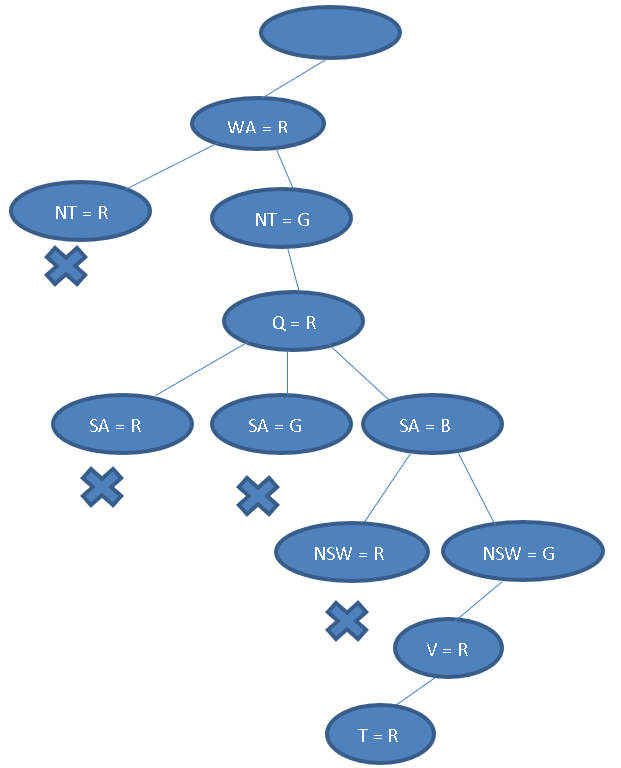 WA = R
NT = R
NT = G
Q = R
SA = R
SA = G
SA = B
NSW = R
NSW = G
V = R
T = R